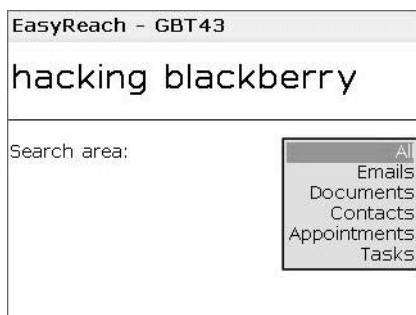 EasyReach - GBT43
hacking blackberry
Search area:
All
Emails
Documents
Contacts
Appointments
Tasks